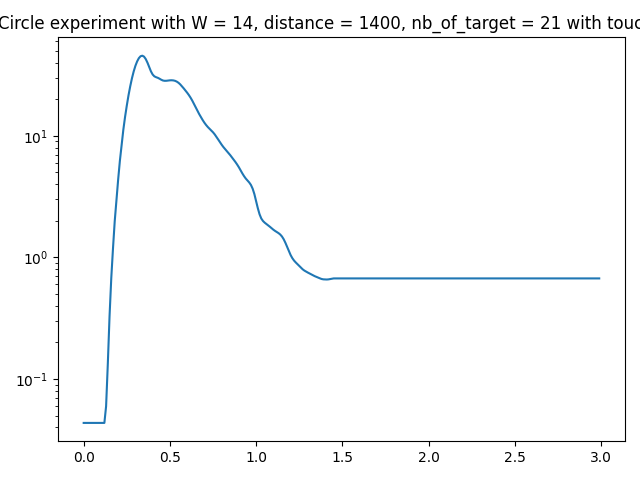 Circle experiment with W = 14, distance = 1400, nb_of_target = 21 with touc
10¹
10⁰
10⁻¹
0.0 0.5 1.0 1.5 2.0 2.5 3.0